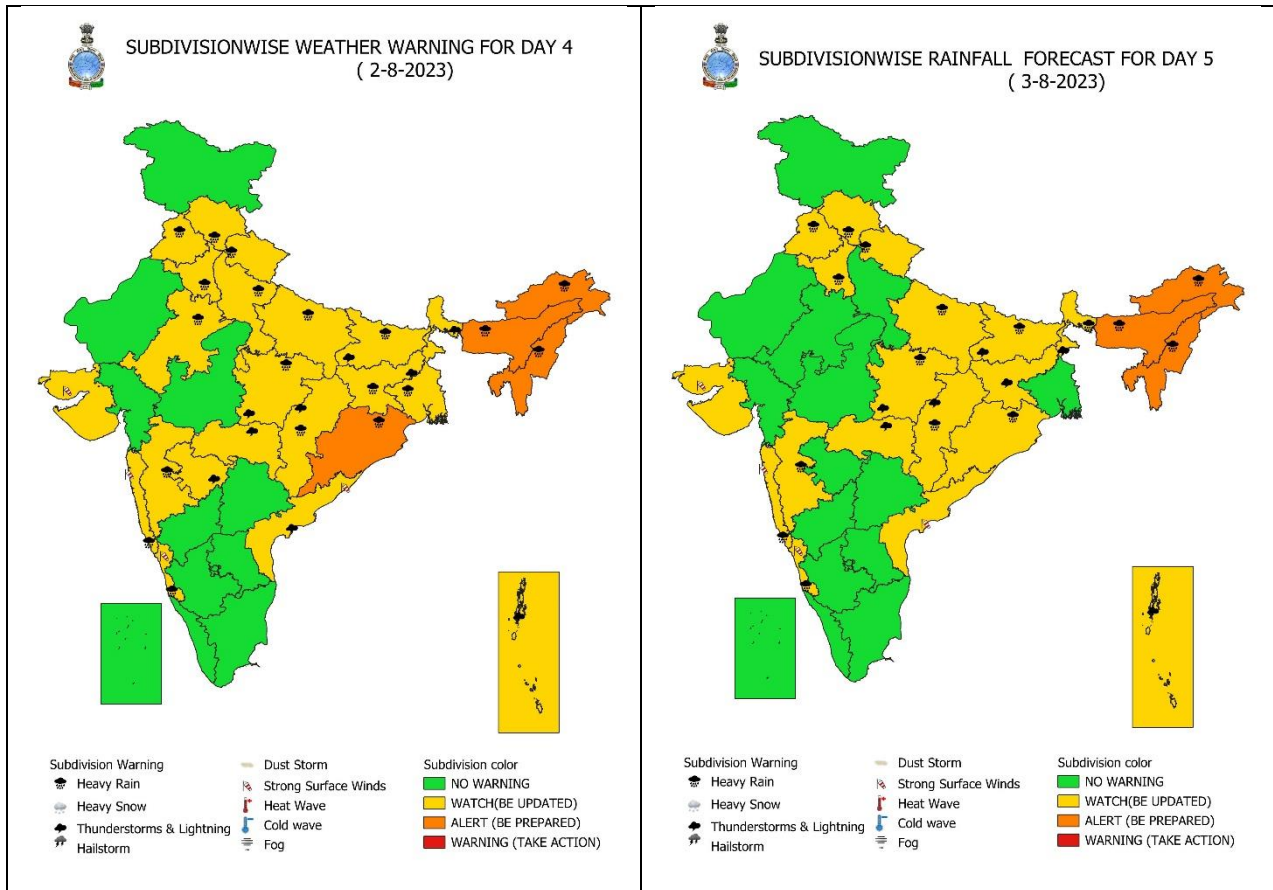 SUBDIVISIONWISE WEATHER WARNING FOR DAY 4
( 2-8-2023)
Subdivision Warning
Heavy Rain
Heavy Snow
Thunderstorms & Lightning
Hailstorm
Dust Storm
Strong Surface Winds
Heat Wave
Cold wave
Fog
Subdivision color
NO WARNING
WATCH(BE UPDATED)
ALERT (BE PREPARED)
WARNING (TAKE ACTION)
SUBDIVISIONWISE RAINFALL FORECAST FOR DAY 5
( 3-8-2023)
Subdivision Warning
Heavy Rain
Heavy Snow
Thunderstorms & Lightning
Hailstorm
Dust Storm
Strong Surface Winds
Heat Wave
Cold wave
Fog
Subdivision color
NO WARNING
WATCH(BE UPDATED)
ALERT (BE PREPARED)
WARNING (TAKE ACTION)